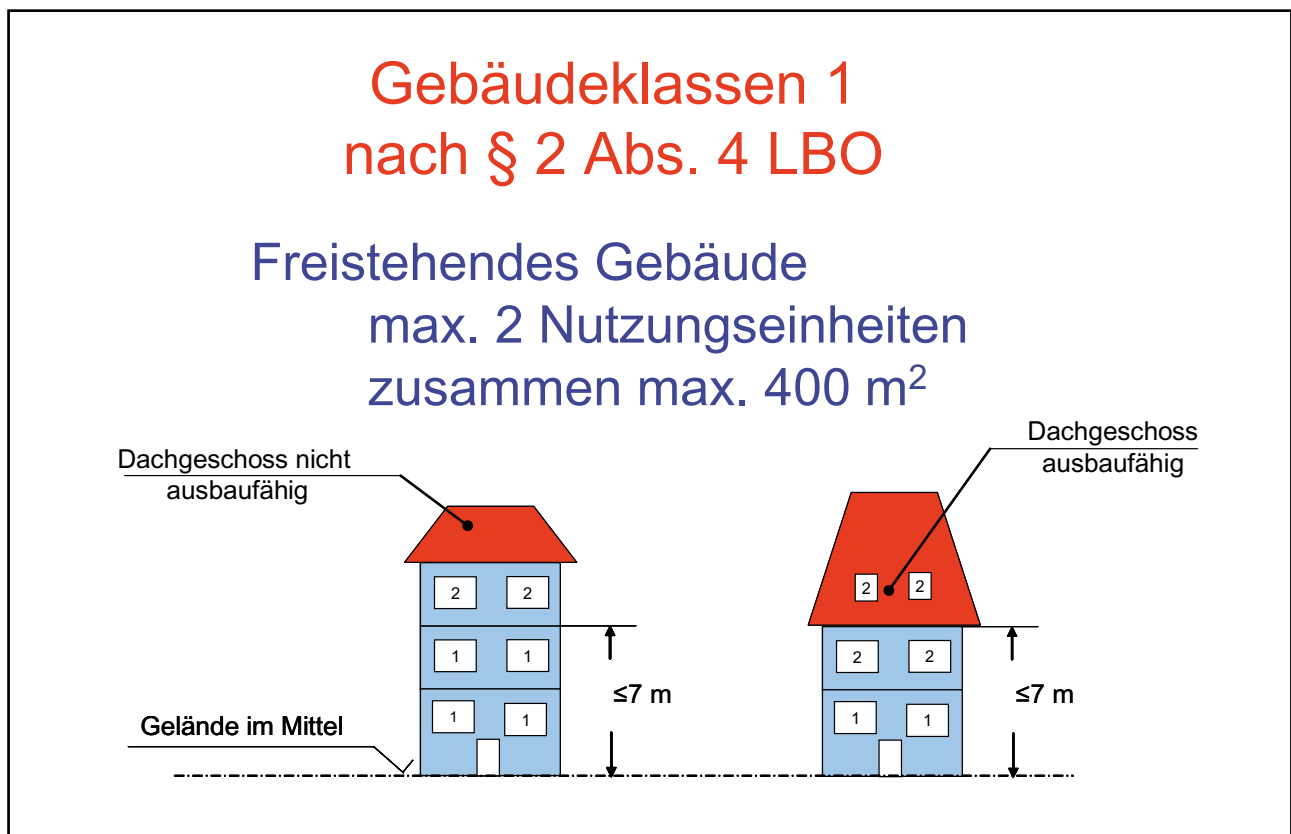 Gebäudeklassen 1
nach § 2 Abs. 4 LBO
Freistehendes Gebäude
max. 2 Nutzungseinheiten
zusammen max. 400 m²
Dachgeschoss nicht
ausbaufähig
Dachgeschoss
ausbaufähig
2 2
1 1
1 1
≤7 m
2 2
2 2
1 1
≤7 m
Gelände im Mittel